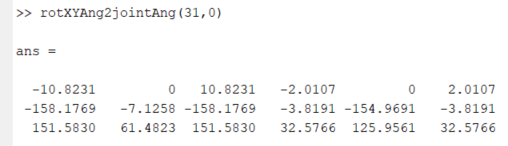 >> rotXYAng2jointAng(31,0)
ans =
-10.8231 0 10.8231 -2.0107 0 2.0107
-158.1769 -7.1258 -158.1769 -3.8191 -154.9691 -3.8191
151.5830 61.4823 151.5830 32.5766 125.9561 32.5766